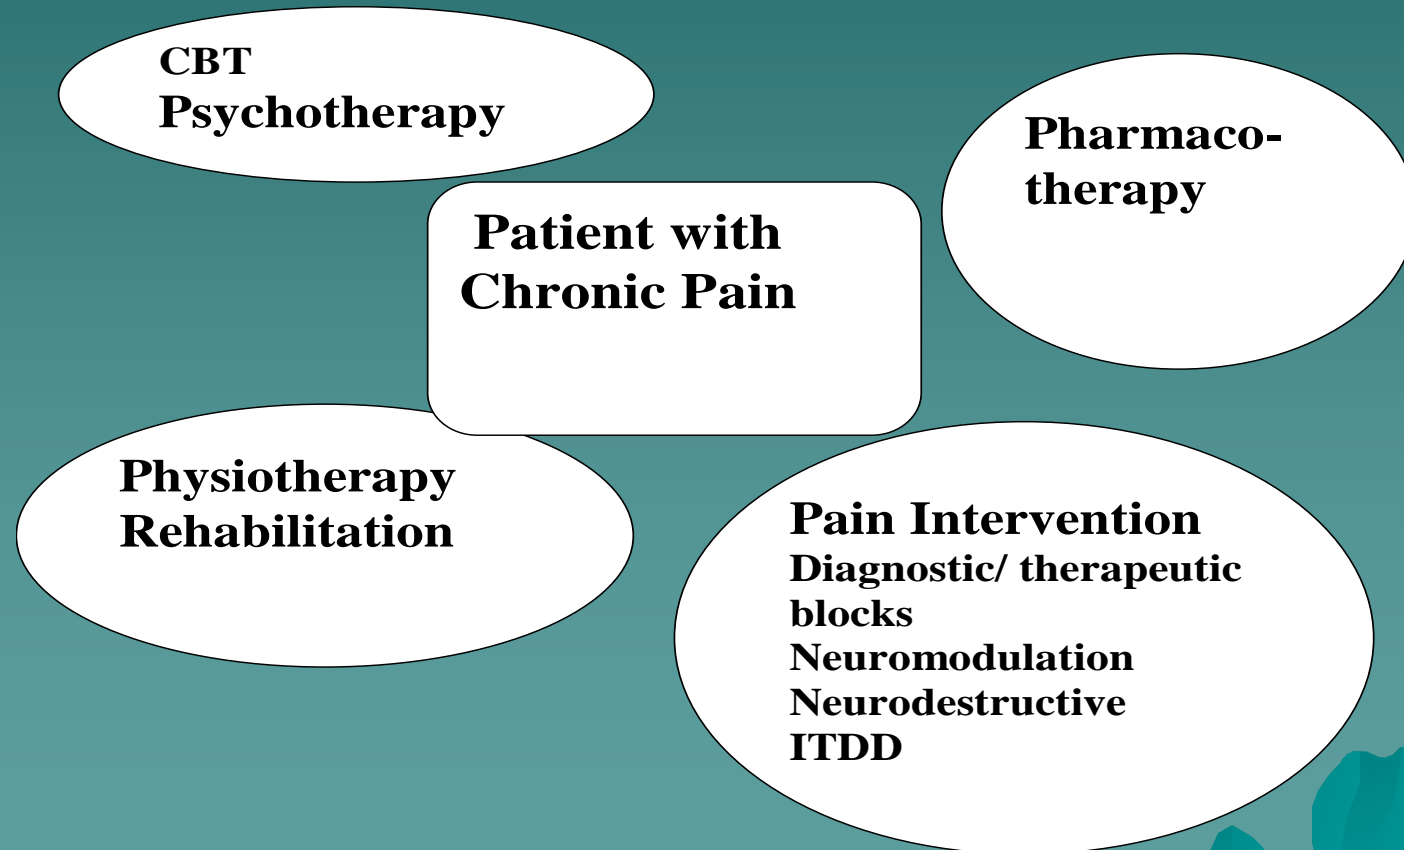 CBT
Psychotherapy
Pharmaco-
therapy
Patient with
Chronic Pain
Physiotherapy
Rehabilitation
Pain Intervention
Diagnostic/ therapeutic
blocks
Neuromodulation
Neurodestructive
ITDD